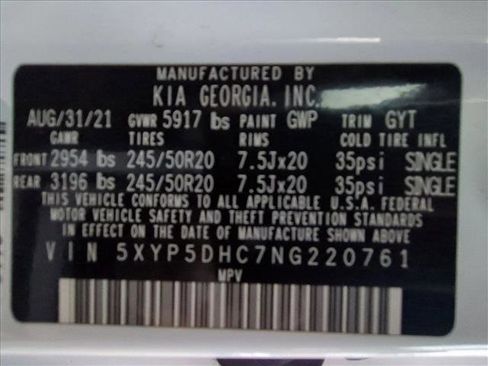 MANUFACTURED BY
KIA GEORGIA. INC.
AUG/31/21 GVWR 5917 lbs PAINT GWP TRIM GYT
GAWR TIRES RIMS COLD TIRE INFL
FRONT 2954 lbs 245/50R20 7.5Jx20 35psi SINGLE
REAR 3196 lbs 245/50R20 7.5Jx20 35psi SINGLE
THIS VEHICLE CONFORMS TO ALL APPLICABLE U.S.A. FEDERAL
MOTOR VEHICLE SAFETY AND THEFT PREVENTION STANDARDS
IN EFFECT ON THE DATE OF MANUFACTURE SHOWN ABOVE.
VIN 5XYP5DHC7NG220761
MPV